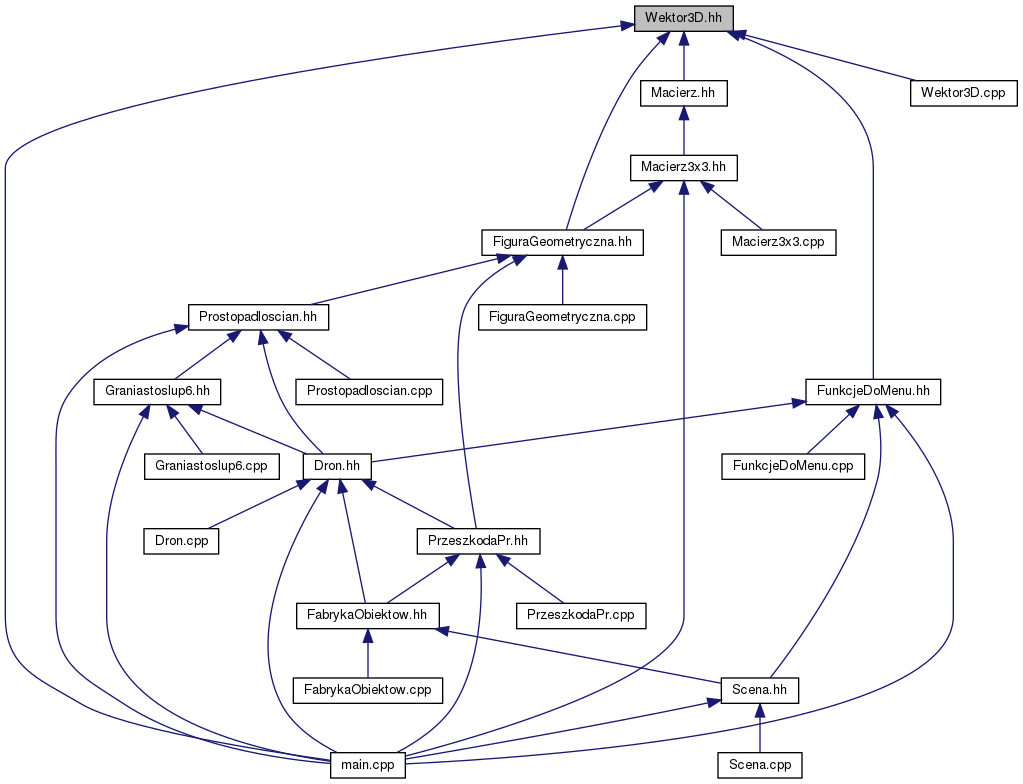 Wektor3D.hh
Macierz.hh
Wektor3D.cpp
Macierz3x3.hh
FiguraGeometryczna.hh
Macierz3x3.cpp
Prostopadloscian.hh
FiguraGeometryczna.cpp
Graniastoslup6.hh
Prostopadloscian.cpp
FunkcjeDoMenu.hh
Graniastoslup6.cpp
Dron.hh
FunkcjeDoMenu.cpp
Dron.cpp
PrzeszkodaPr.hh
FabrykaObiektow.hh
PrzeszkodaPr.cpp
FabrykaObiektow.cpp
Scena.hh
main.cpp
Scena.cpp